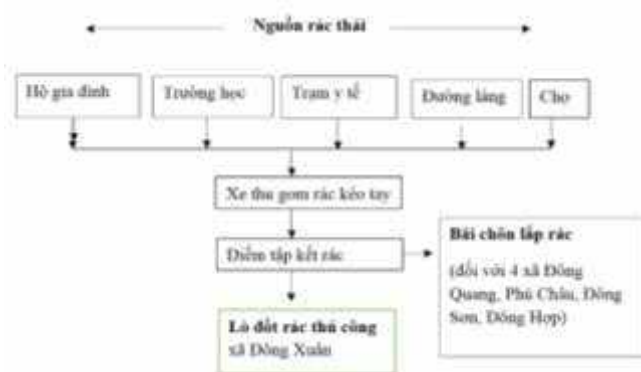 Nguồn rác thải
Hộ gia đình
Trường học
Trạm y tế
Đường làng
Chợ
Xe thu gom rác kéo tay
Điểm tập kết rác
Bãi chôn lấp rác
(đối với 4 xã Đông
Quang, Phú Châu, Đông
Sơn, Đông Hợp)
Lò đốt rác thủ công
xã Đông Xuân